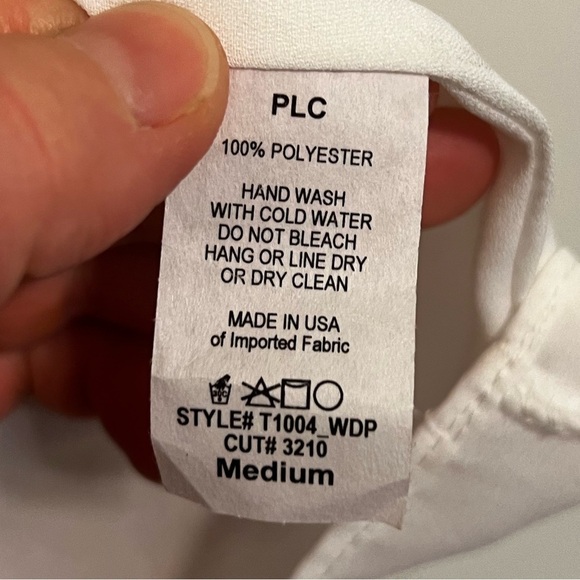 PLC
100% POLYESTER
HAND WASH
WITH COLD WATER
DO NOT BLEACH
HANG OR LINE DRY
OR DRY CLEAN
MADE IN USA
of Imported Fabric
STYLE# T1004_WDP
CUT# 3210
Medium